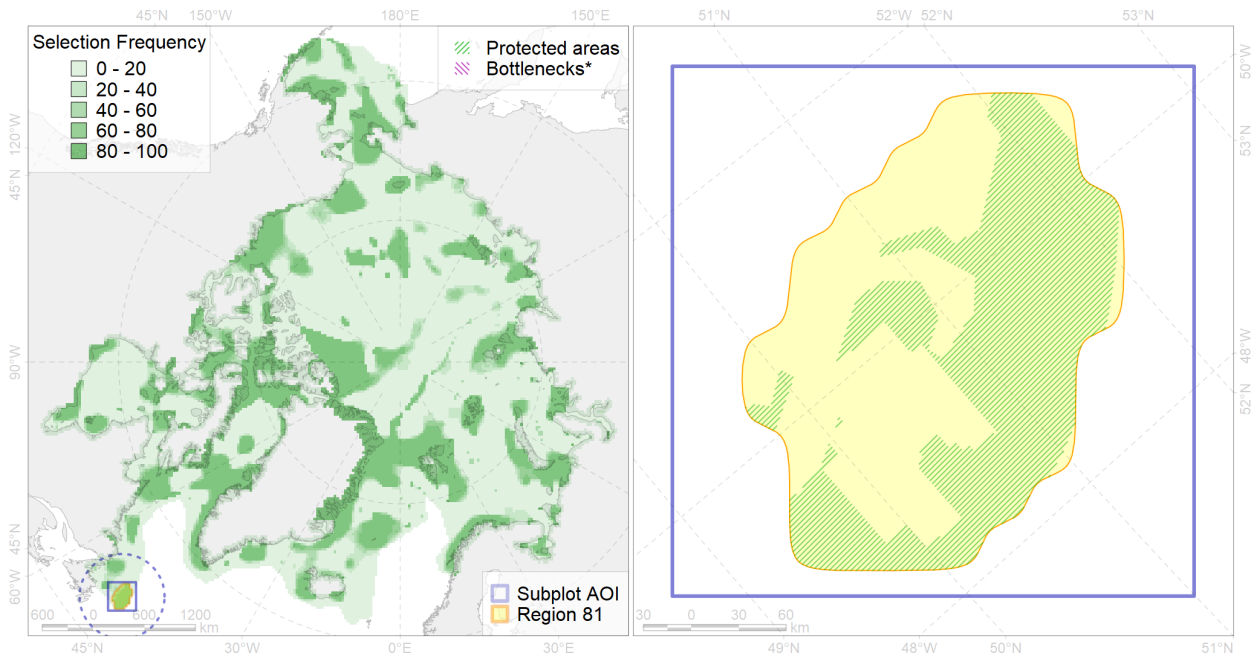 45°N 150°W 180°E 150°E
Selection Frequency
0 - 20
20 - 40
40 - 60
60 - 80
80 - 100
Protected areas
Bottlenecks*
120°W
45°N
90°W
45°N
60°W
600 0 600 1200
km
Subplot AOI
Region 81
45°N 30°W 0°E 30°E
51°N 52°W 52°N 53°N
50°W
53°N
48°W
52°N
30 0 30 60
km
49°N 48°W 50°N 51°N